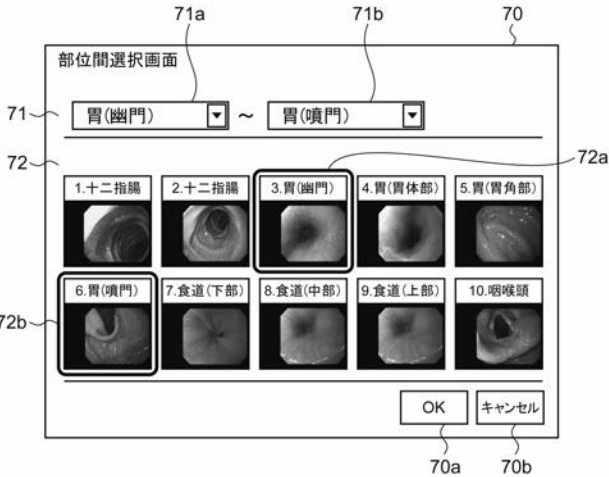 71a 71b 70
部位間選択画面
71 胃(幽門) ～ 胃(噴門)
72 72a
1.十二指腸 2.十二指腸 3.胃(幽門) 4.胃(胃体部) 5.胃(胃角部)
6.胃(噴門) 7.食道(下部) 8.食道(中部) 9.食道(上部) 10.咽喉頭
72b
OK キャンセル
70a 70b